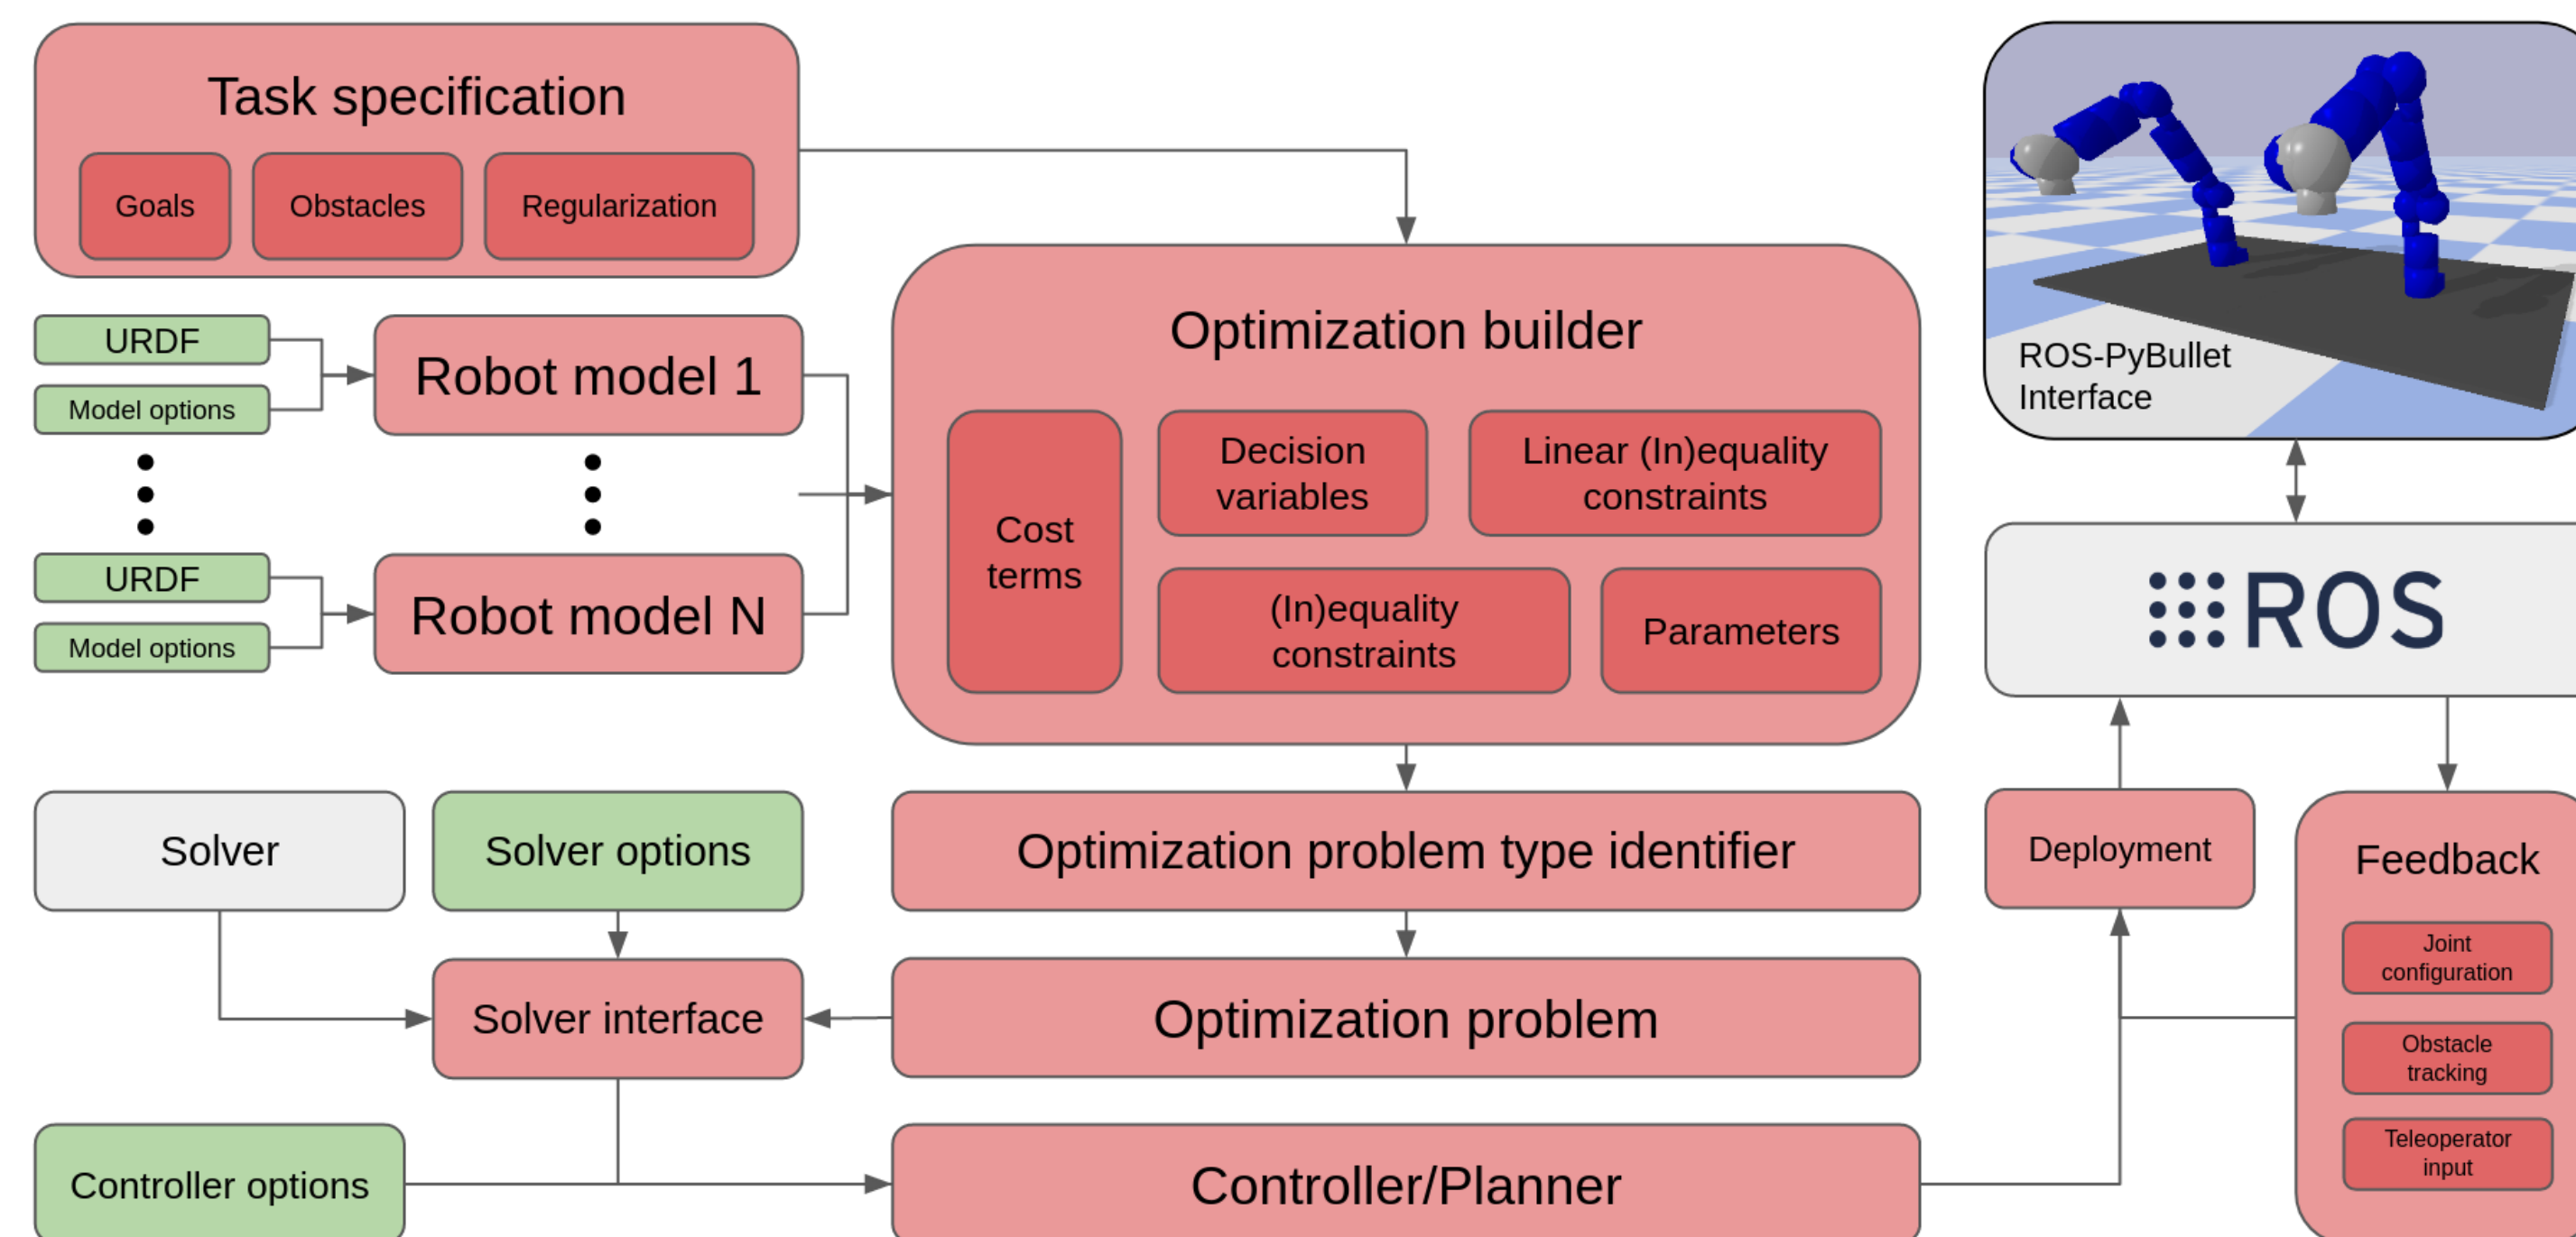 Task specification
Goals
Obstacles
Regularization
URDF
Model options
Robot model 1
URDF
Model options
Robot model N
Optimization builder
Cost
terms
Decision
variables
Linear (In)equality
constraints
(In)equality
constraints
Parameters
ROS-PyBullet
Interface
ROS
Solver
Solver options
Optimization problem type identifier
Deployment
Feedback
Joint
configuration
Obstacle
tracking
Teleoperator
input
Solver interface
Optimization problem
Controller options
Controller/Planner